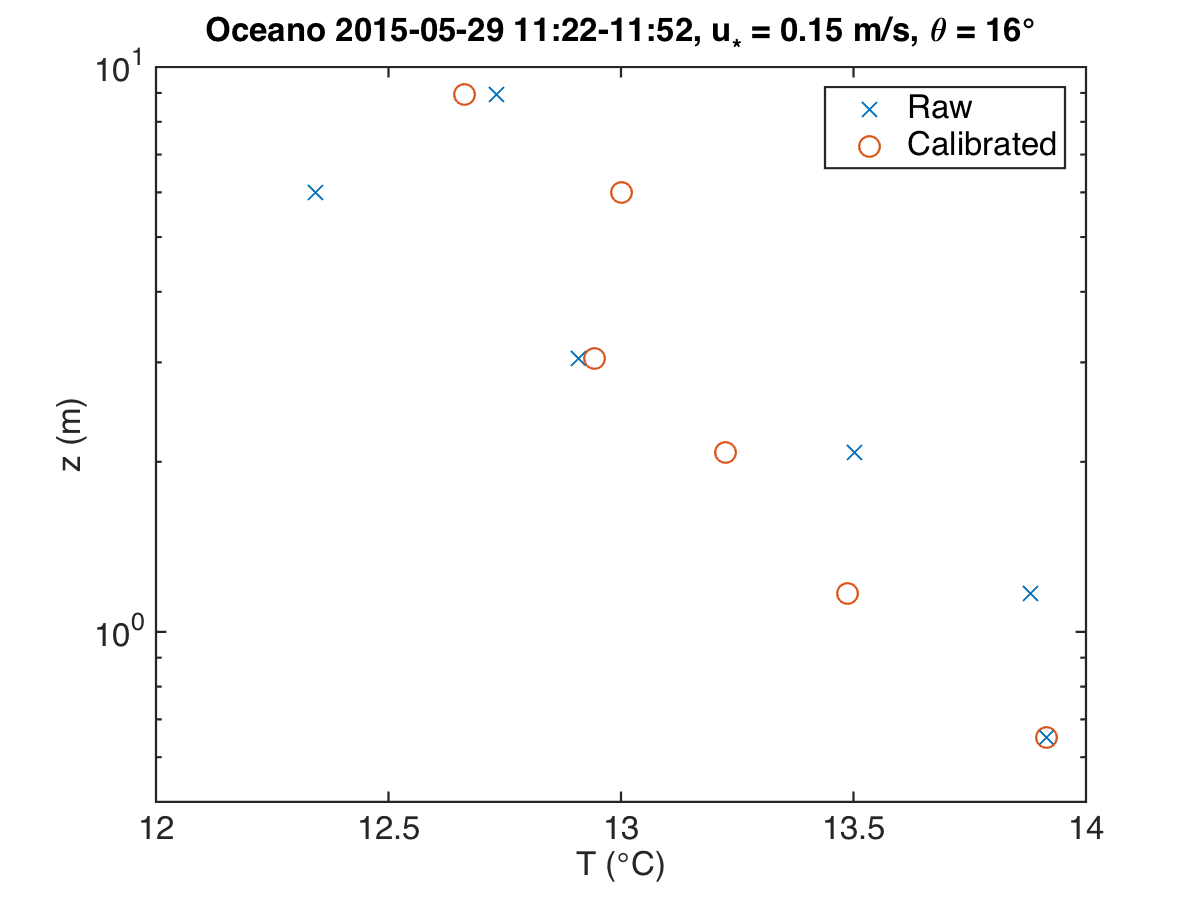 Oceano 2015-05-29 11:22-11:52, u* = 0.15 m/s, θ = 16°
10¹
Raw
Calibrated
z (m)
10⁰
12 12.5 13 13.5 14
T (°C)